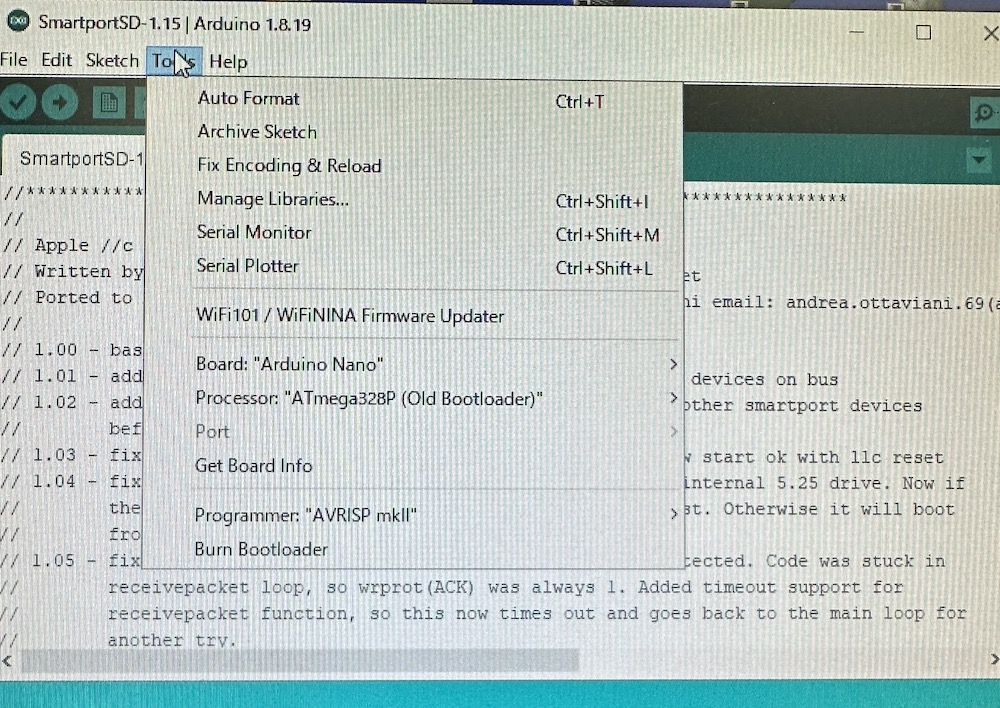 SmartportSD-1.15 | Arduino 1.8.19
File Edit Sketch Tools Help
Auto Format Ctrl+T
Archive Sketch
Fix Encoding & Reload
Manage Libraries... Ctrl+Shift+I
Serial Monitor Ctrl+Shift+M
Serial Plotter Ctrl+Shift+L
WiFi101 / WiFiNINA Firmware Updater
Board: "Arduino Nano"
Processor: "ATmega328P (Old Bootloader)"
Port
Get Board Info
Programmer: "AVRISP mkII"
Burn Bootloader
SmartportSD-1
//*********** ****************
//
// Apple //c
// Written by et
// Ported to ni email: andrea.ottaviani.69(a
//
// 1.00 - bas
// 1.01 - add devices on bus
// 1.02 - add other smartport devices
// bef
// 1.03 - fix w start ok with llc reset
// 1.04 - fix internal 5.25 drive. Now if
// the st. Otherwise it will boot
// fro
// 1.05 - fix tected. Code was stuck in
// receivepacket loop, so wrprot(ACK) was always 1. Added timeout support for
// receivepacket function, so this now times out and goes back to the main loop for
// another try.